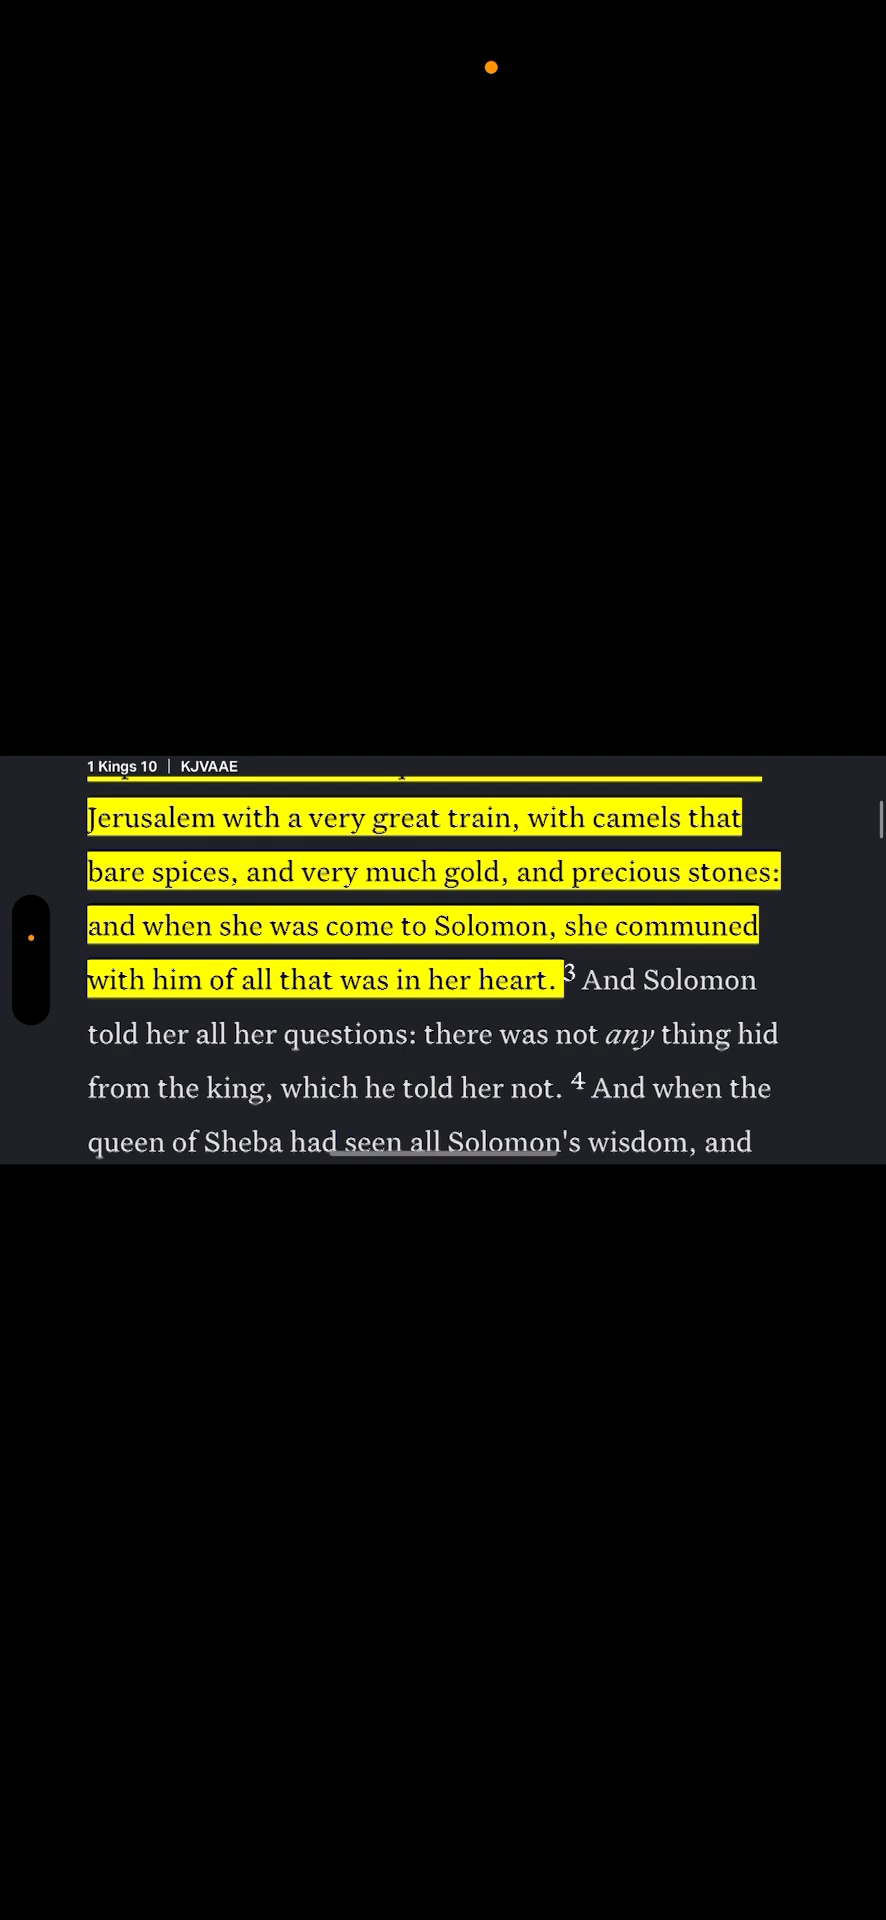 1 Kings 10 | KJVAAE
Jerusalem with a very great train, with camels that
bare spices, and very much gold, and precious stones:
and when she was come to Solomon, she communed
with him of all that was in her heart. 3 And Solomon
told her all her questions: there was not any thing hid
from the king, which he told her not. 4 And when the
queen of Sheba had seen all Solomon's wisdom, and